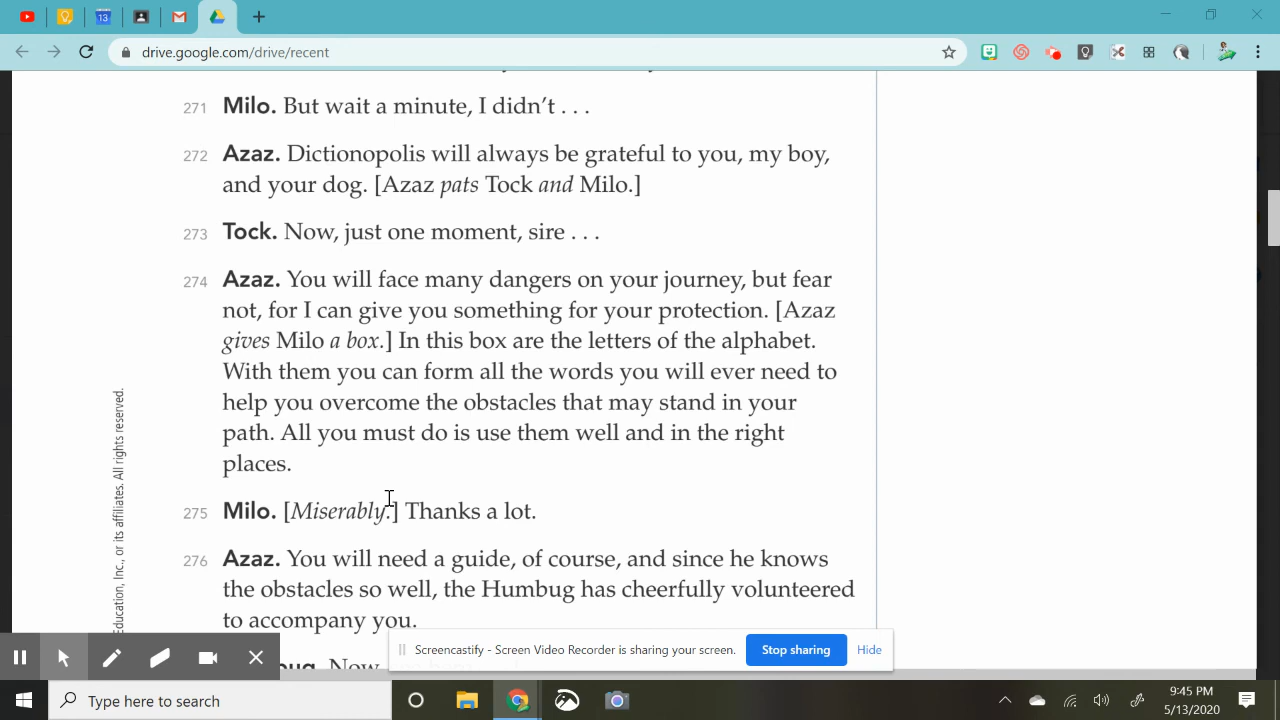 13
drive.google.com/drive/recent
271 Milo. But wait a minute, I didn't . . .
272 Azaz. Dictionopolis will always be grateful to you, my boy,
and your dog. [Azaz pats Tock and Milo.]
273 Tock. Now, just one moment, sire . . .
274 Azaz. You will face many dangers on your journey, but fear
not, for I can give you something for your protection. [Azaz
gives Milo a box.] In this box are the letters of the alphabet.
With them you can form all the words you will ever need to
help you overcome the obstacles that may stand in your
path. All you must do is use them well and in the right
places.
275 Milo. [Miserably.] Thanks a lot.
276 Azaz. You will need a guide, of course, and since he knows
the obstacles so well, the Humbug has cheerfully volunteered
to accompany you.
Education, Inc., or its affiliates. All rights reserved.
Screencastify - Screen Video Recorder is sharing your screen.
Stop sharing
Hide
Type here to search
9:45 PM
5/13/2020